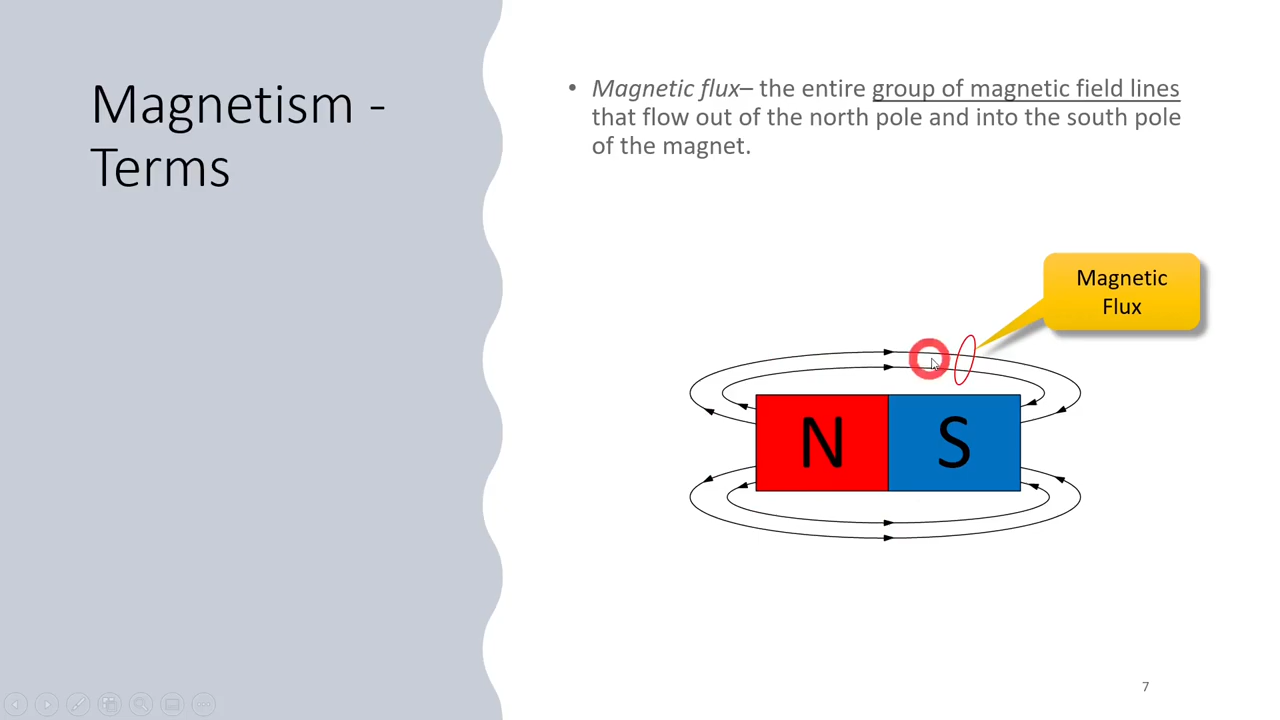 Magnetism -
Terms
• Magnetic flux– the entire group of magnetic field lines
that flow out of the north pole and into the south pole
of the magnet.
Magnetic
Flux
N S
7